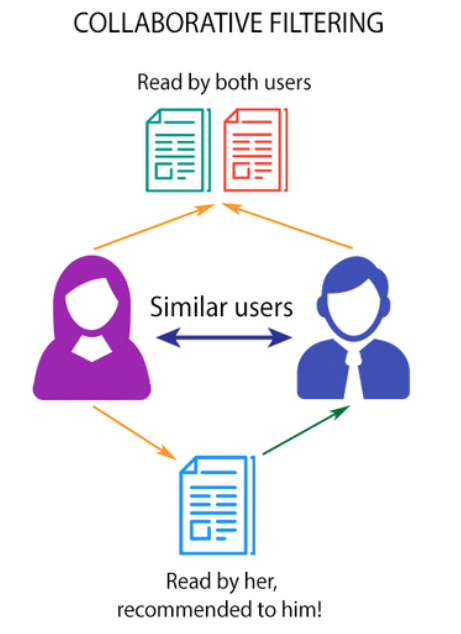 COLLABORATIVE FILTERING
Read by both users
Similar users
Read by her,
recommended to him!